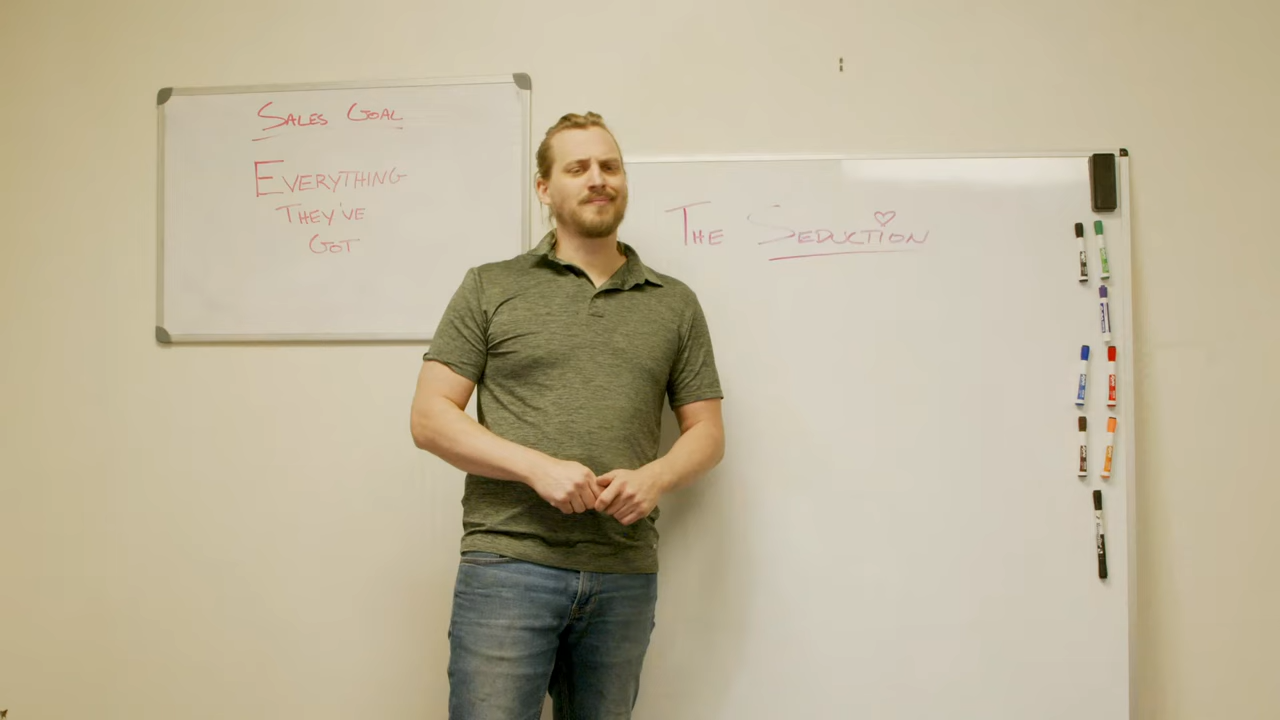 SALES GOAL
EVERYTHING
THEY'VE
GOT
THE SEDUCTION